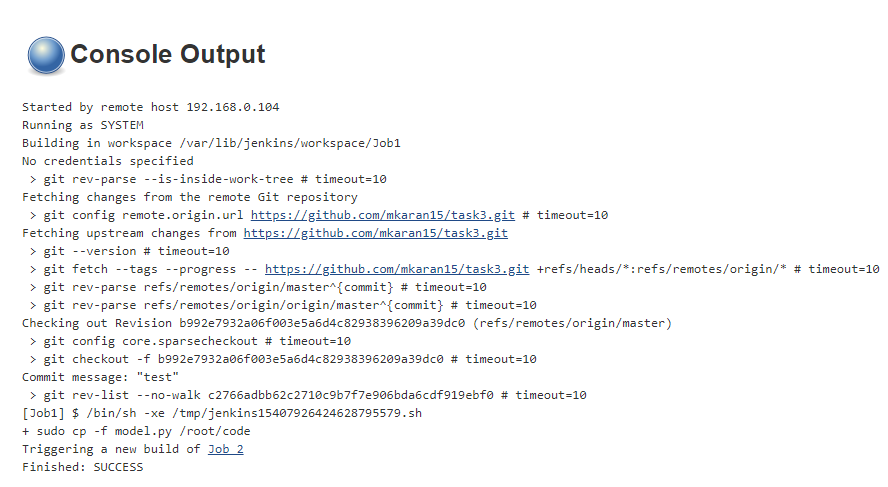 Console Output
Started by remote host 192.168.0.104
Running as SYSTEM
Building in workspace /var/lib/jenkins/workspace/Job1
No credentials specified
 > git rev-parse --is-inside-work-tree # timeout=10
Fetching changes from the remote Git repository
 > git config remote.origin.url https://github.com/mkaran15/task3.git # timeout=10
Fetching upstream changes from https://github.com/mkaran15/task3.git
 > git --version # timeout=10
 > git fetch --tags --progress -- https://github.com/mkaran15/task3.git +refs/heads/*:refs/remotes/origin/* # timeout=10
 > git rev-parse refs/remotes/origin/master^{commit} # timeout=10
 > git rev-parse refs/remotes/origin/origin/master^{commit} # timeout=10
Checking out Revision b992e7932a06f003e5a6d4c82938396209a39dc0 (refs/remotes/origin/master)
 > git config core.sparsecheckout # timeout=10
 > git checkout -f b992e7932a06f003e5a6d4c82938396209a39dc0 # timeout=10
Commit message: "test"
 > git rev-list --no-walk c2766adbb62c2710c9b7f7e906bda6cdf919ebf0 # timeout=10
[Job1] $ /bin/sh -xe /tmp/jenkins15407926424628795579.sh
+ sudo cp -f model.py /root/code
Triggering a new build of Job 2
Finished: SUCCESS